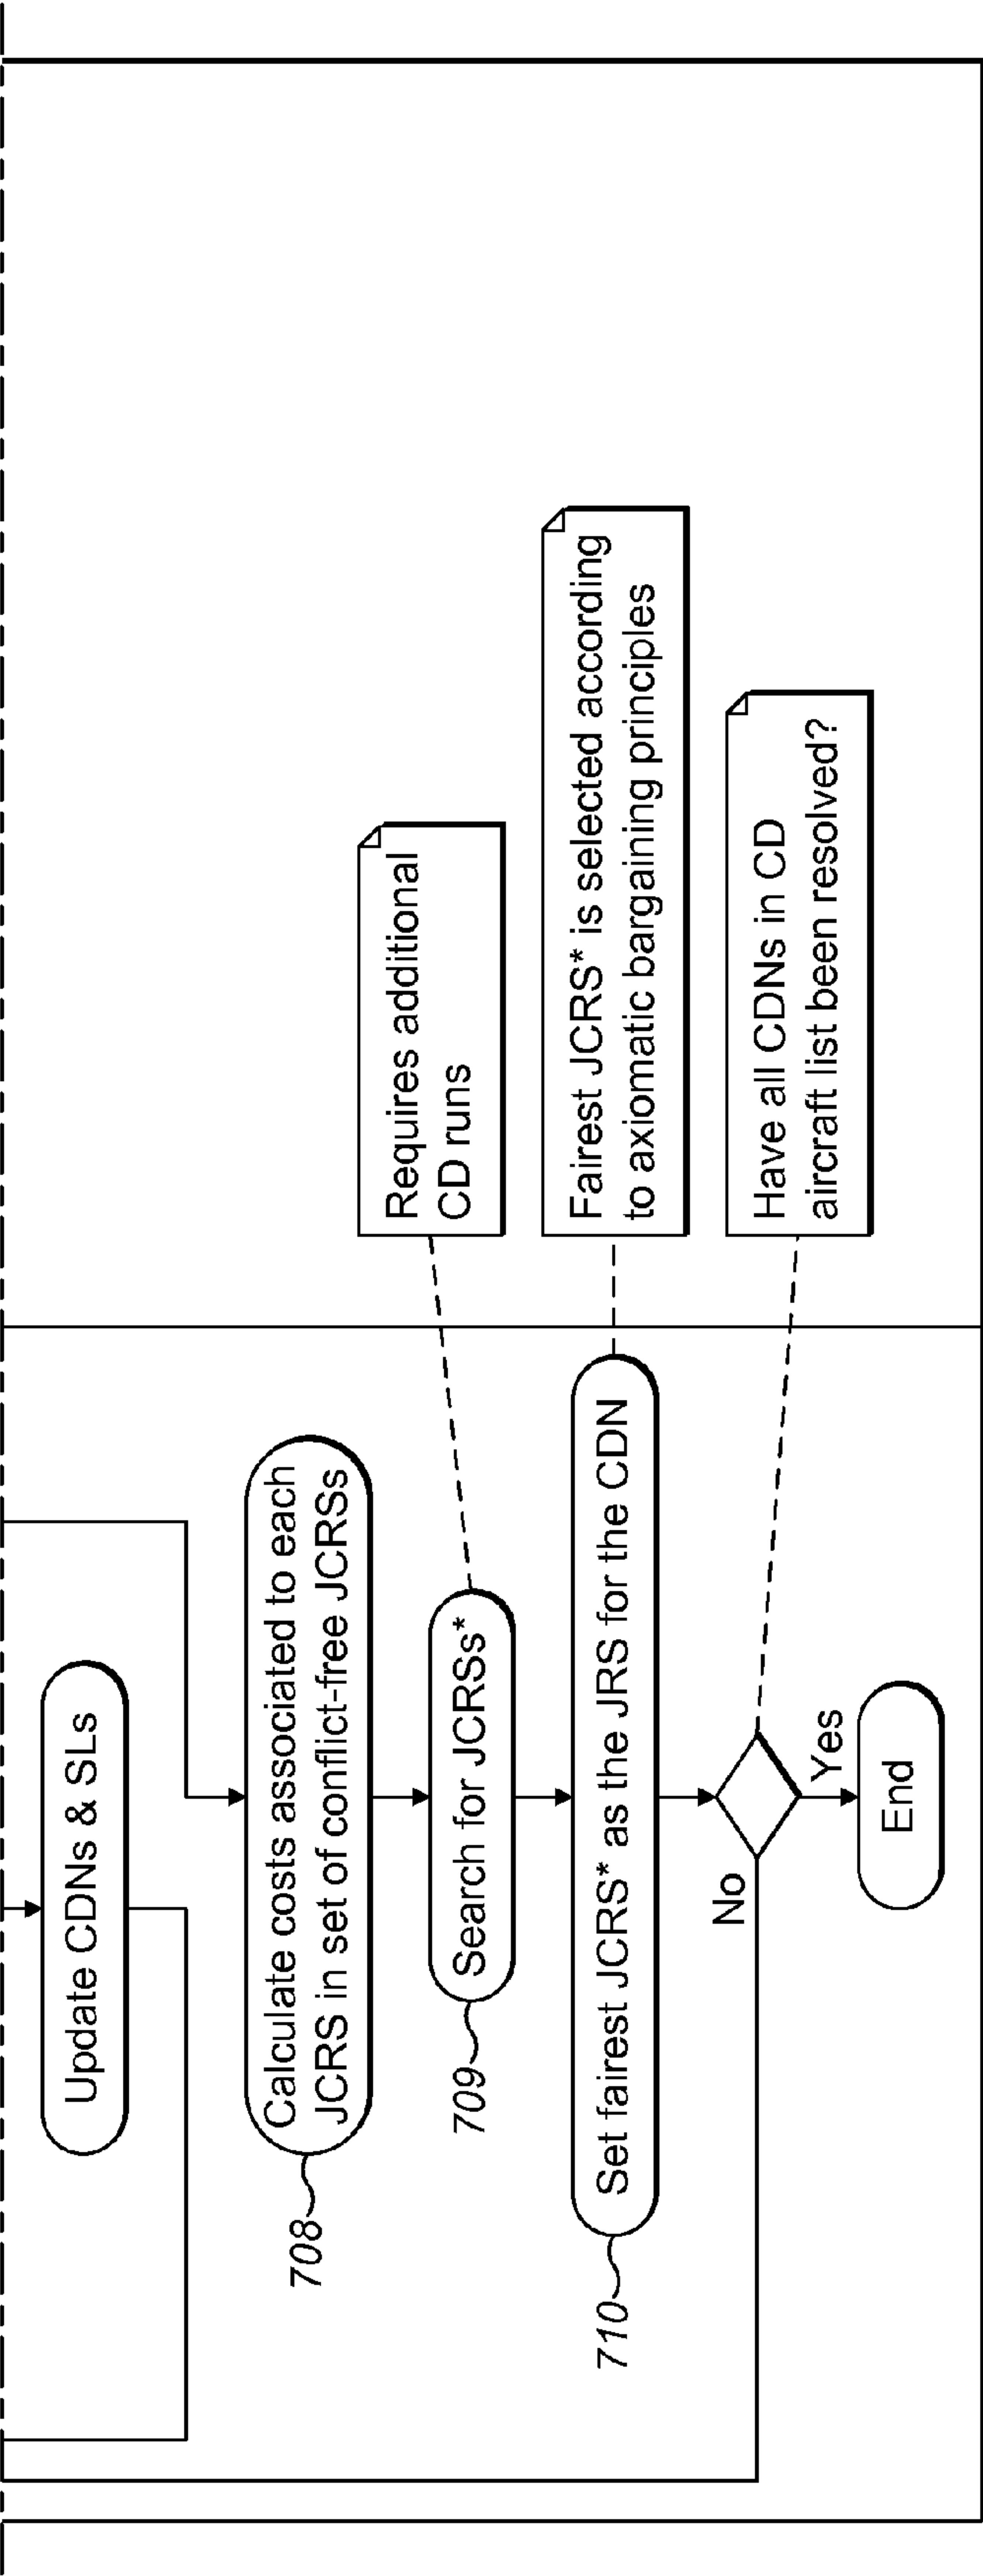 Update CDNs & SLs
Calculate costs associated to each
JCRS in set of conflict-free JCRSs
708
Requires additional
CD runs
Search for JCRSs*
709
Fairest JCRS* is selected according
to axiomatic bargaining principles
Set fairest JCRS* as the JRS for the CDN
710
Have all CDNs in CD
aircraft list been resolved?
No
Yes
End